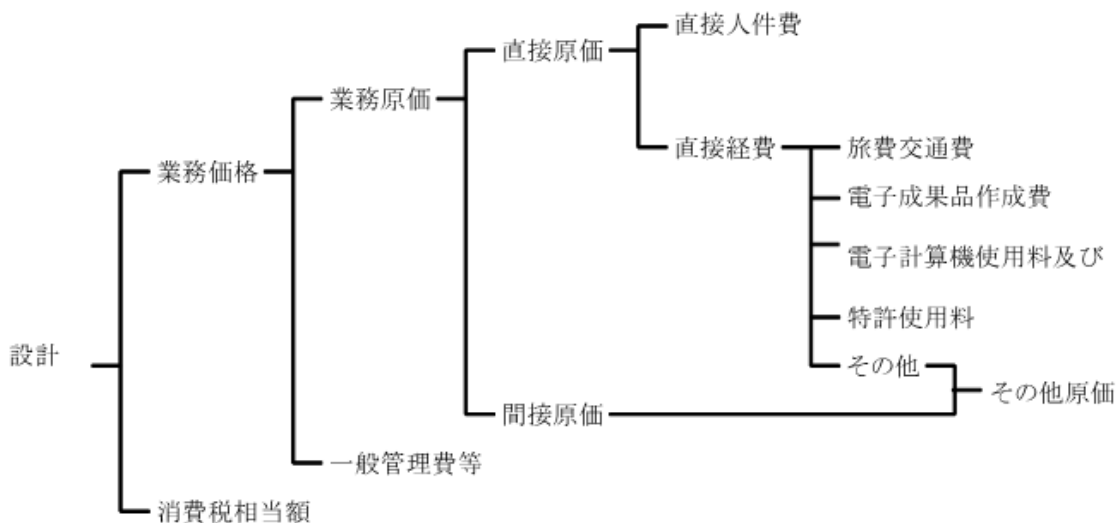 直接人件費
直接原価
業務原価
直接経費
旅費交通費
業務価格
電子成果品作成費
電子計算機使用料及び
特許使用料
設計
その他
その他原価
間接原価
一般管理費等
消費税相当額